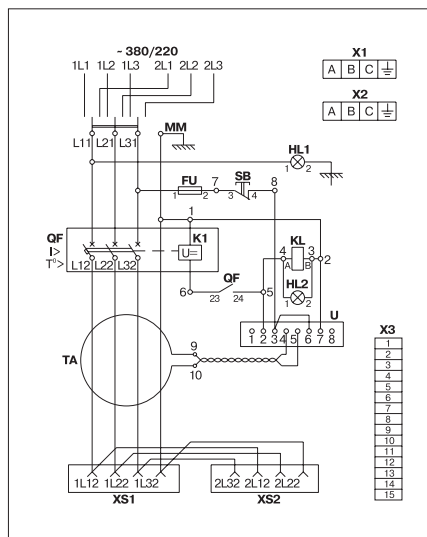 ~ 380/220
1L1 1L2 1L3 2L1 2L2 2L3
X1
A B C
X2
A B C
L11 L21 L31
MM
HL1
1 2
FU
1 2
7
SB
3 4
8
QF
I>
T°>
L12 L22 L32
1
K1
U=
6
QF
23 24
5
4 KL 3
A B
2
HL2
1 2
U
1 2 3 4 5 6 7 8
TA
9
10
X3
1
2
3
4
5
6
7
8
9
10
11
12
13
14
15
1L12 1L22 1L32
XS1
2L32 2L12 2L22
XS2